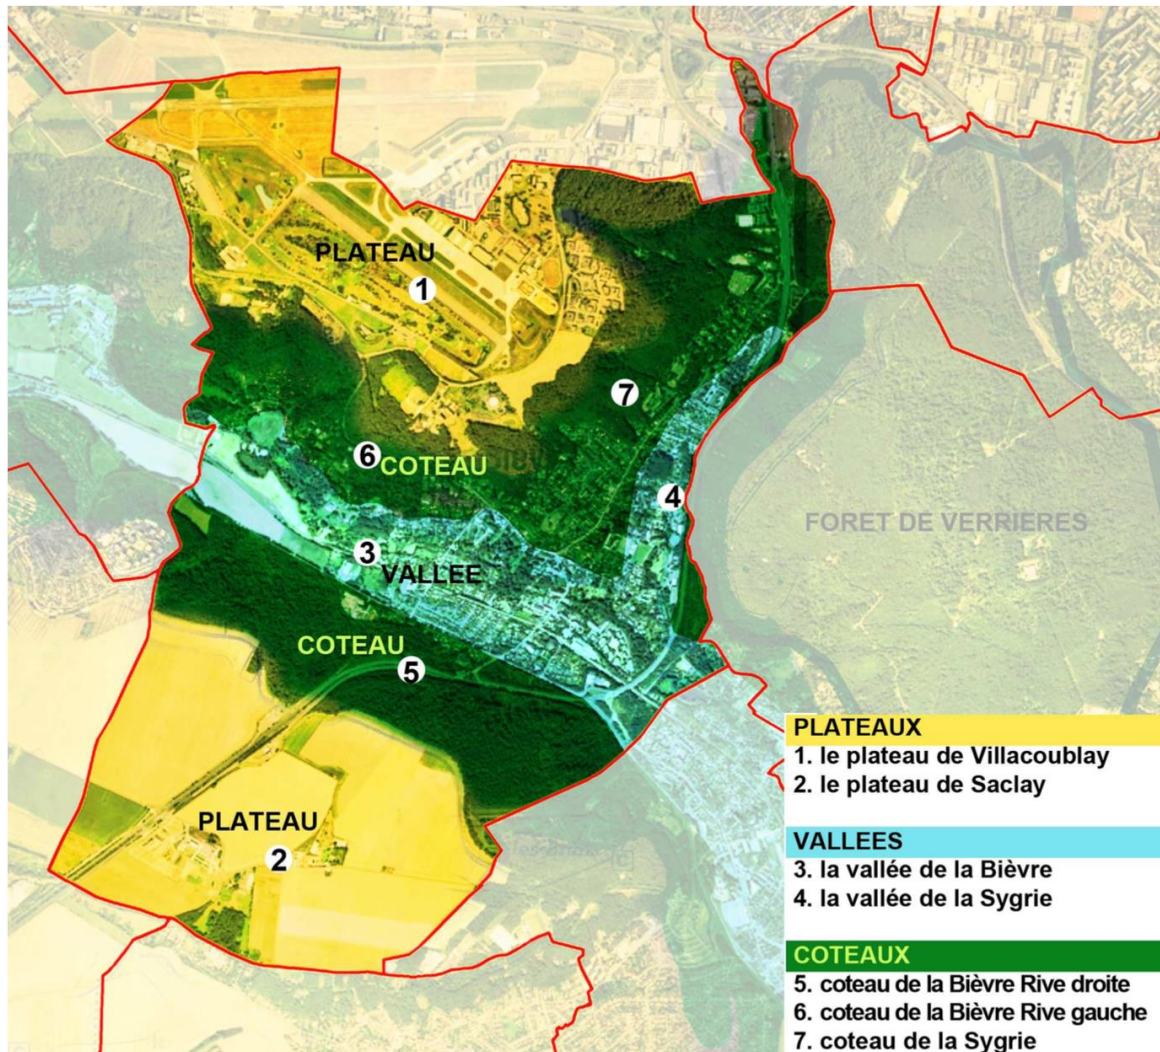 PLATEAU
1
7
6
COTEAU
4
FORET DE VERRIERES
3
VALLEE
COTEAU
5
PLATEAU
2
PLATEAUX
1. le plateau de Villacoublay
2. le plateau de Saclay
VALLEES
3. la vallée de la Bièvre
4. la vallée de la Sygrie
COTEAUX
5. coteau de la Bièvre Rive droite
6. coteau de la Bièvre Rive gauche
7. coteau de la Sygrie